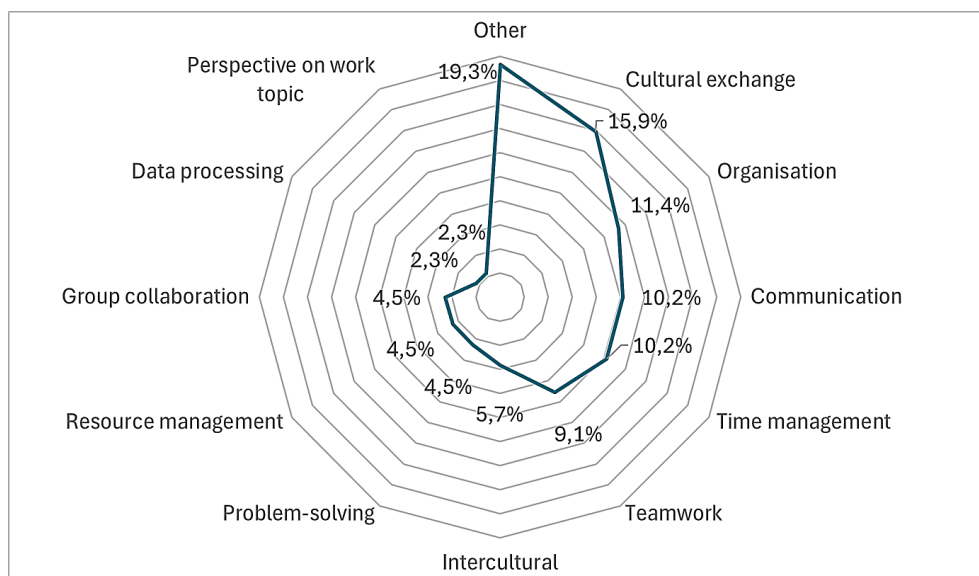 Other
Perspective on work
topic
19,3%
Cultural exchange
15,9%
Data processing
Organisation
11,4%
2,3%
2,3%
Group collaboration
4,5%
10,2%
Communication
4,5%
10,2%
4,5%
5,7%
Resource management
9,1%
Time management
Problem-solving
Teamwork
Intercultural